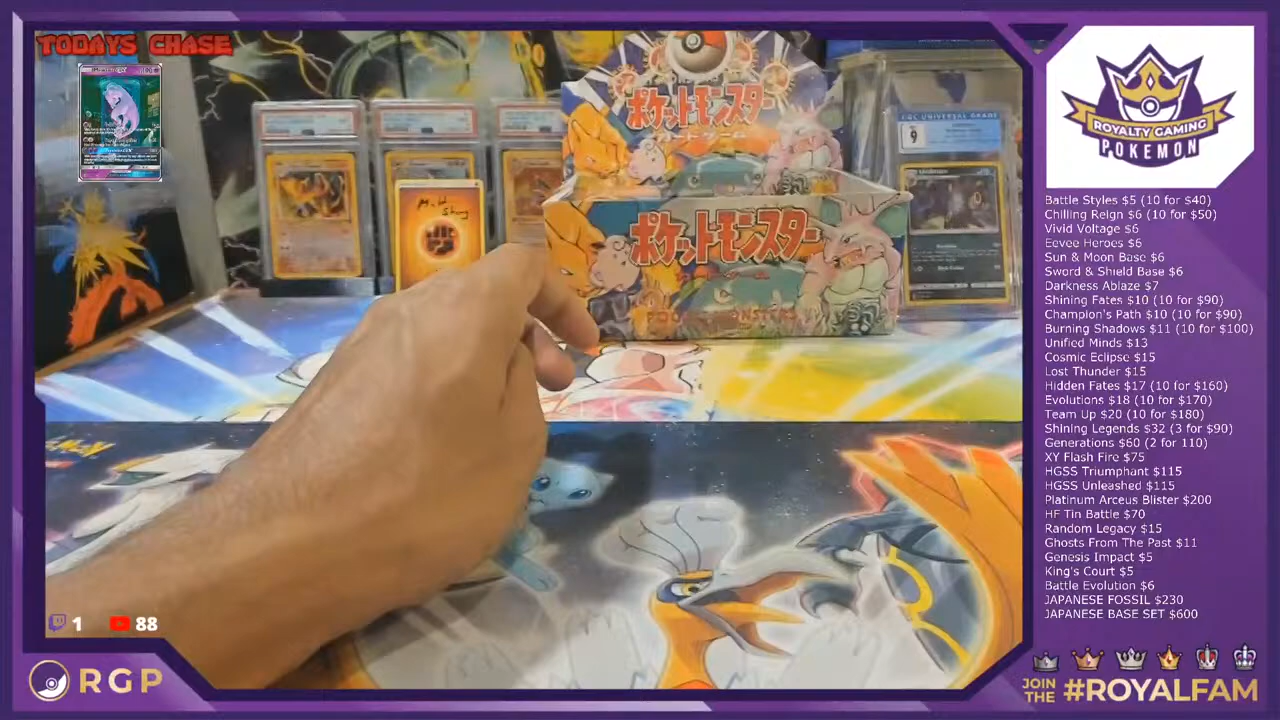 TODAYS CHASE
ポケットモンスター
ポケットモンスター
POCKET MONSTERS
CGC UNIVERSAL GRADE
9
1
88
RGP
ROYALTY GAMING
POKEMON
Battle Styles $5 (10 for $40)
Chilling Reign $6 (10 for $50)
Vivid Voltage $6
Eevee Heroes $6
Sun & Moon Base $6
Sword & Shield Base $6
Darkness Ablaze $7
Shining Fates $10 (10 for $90)
Champion's Path $10 (10 for $90)
Burning Shadows $11 (10 for $100)
Unified Minds $13
Cosmic Eclipse $15
Lost Thunder $15
Hidden Fates $17 (10 for $160)
Evolutions $18 (10 for $170)
Team Up $20 (10 for $180)
Shining Legends $32 (3 for $90)
Generations $60 (2 for 110)
XY Flash Fire $75
HGSS Triumphant $115
HGSS Unleashed $115
Platinum Arceus Blister $200
HF Tin Battle $70
Random Legacy $15
Ghosts From The Past $11
Genesis Impact $5
King's Court $5
Battle Evolution $6
JAPANESE FOSSIL $230
JAPANESE BASE SET $600
JOIN
THE #ROYALFAM